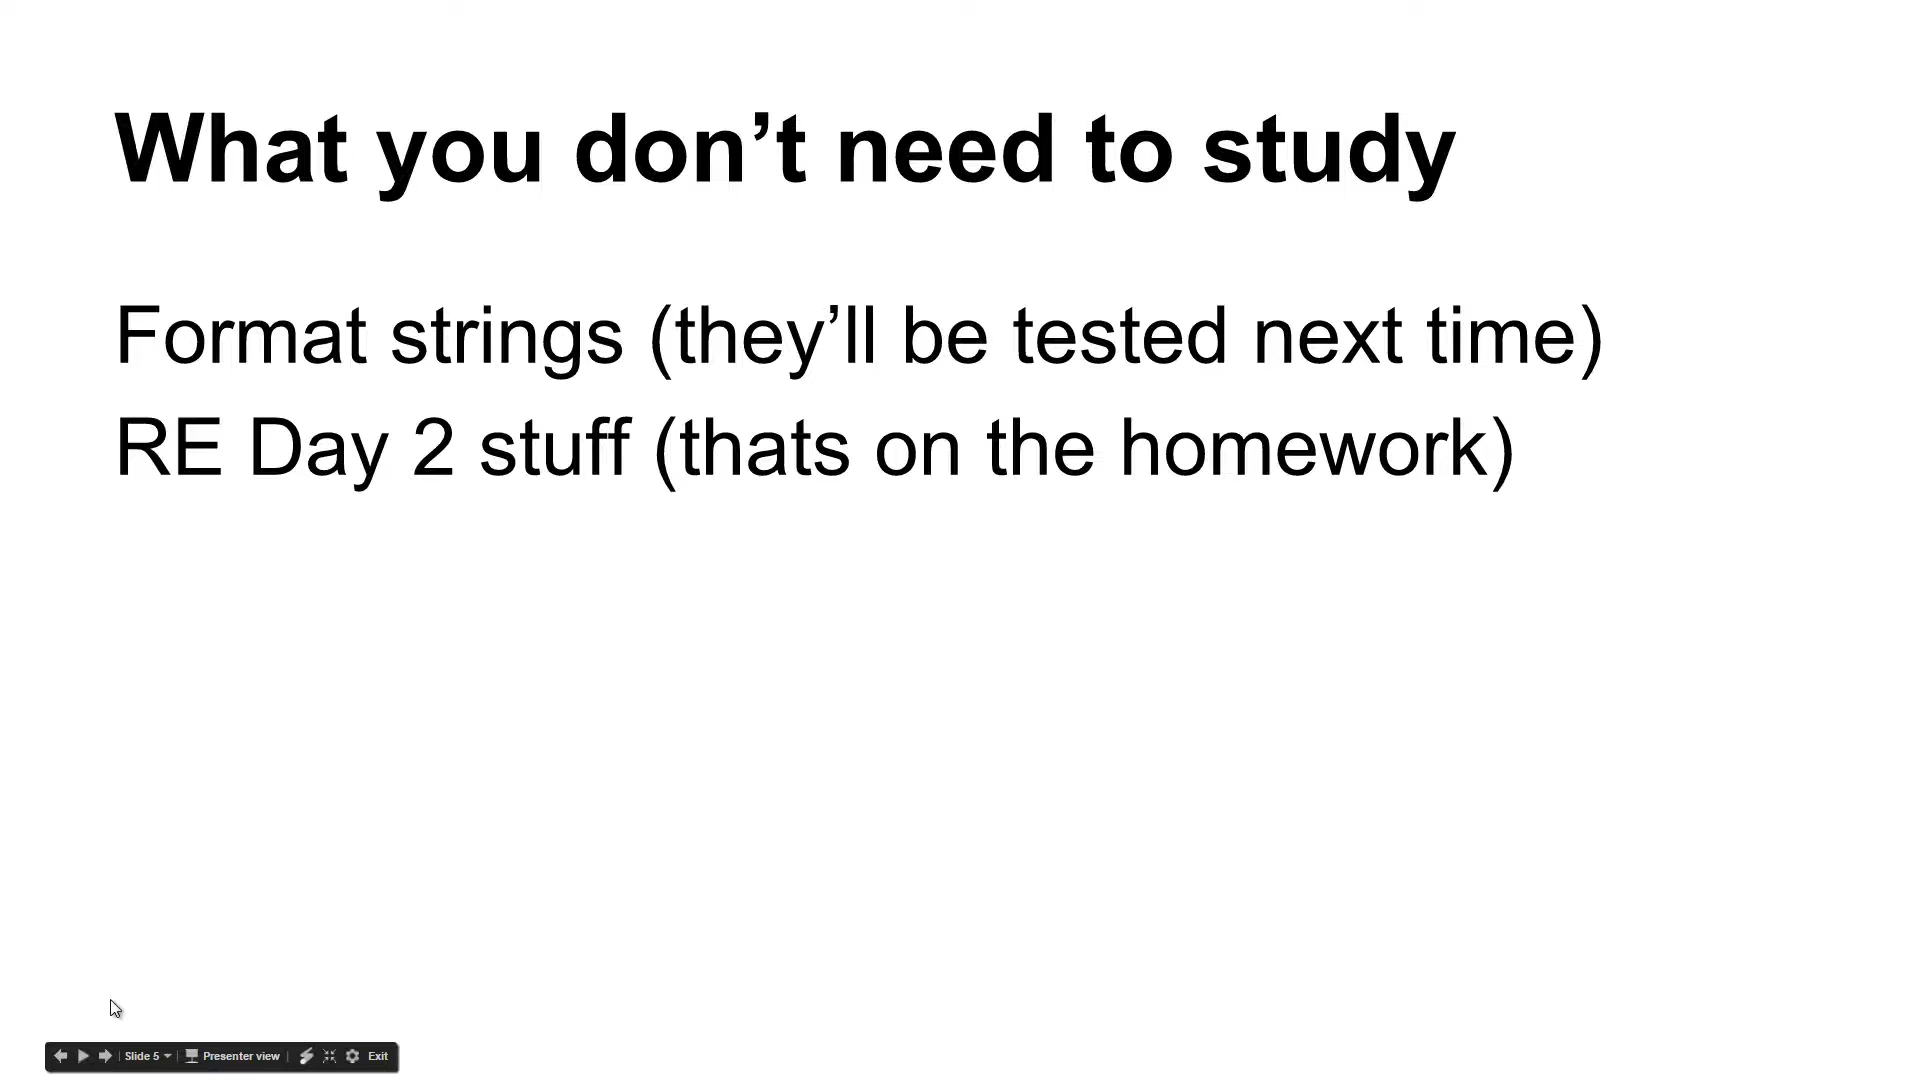 What you don’t need to study
Format strings (they’ll be tested next time)
RE Day 2 stuff (thats on the homework)
Slide 5 Presenter view Exit